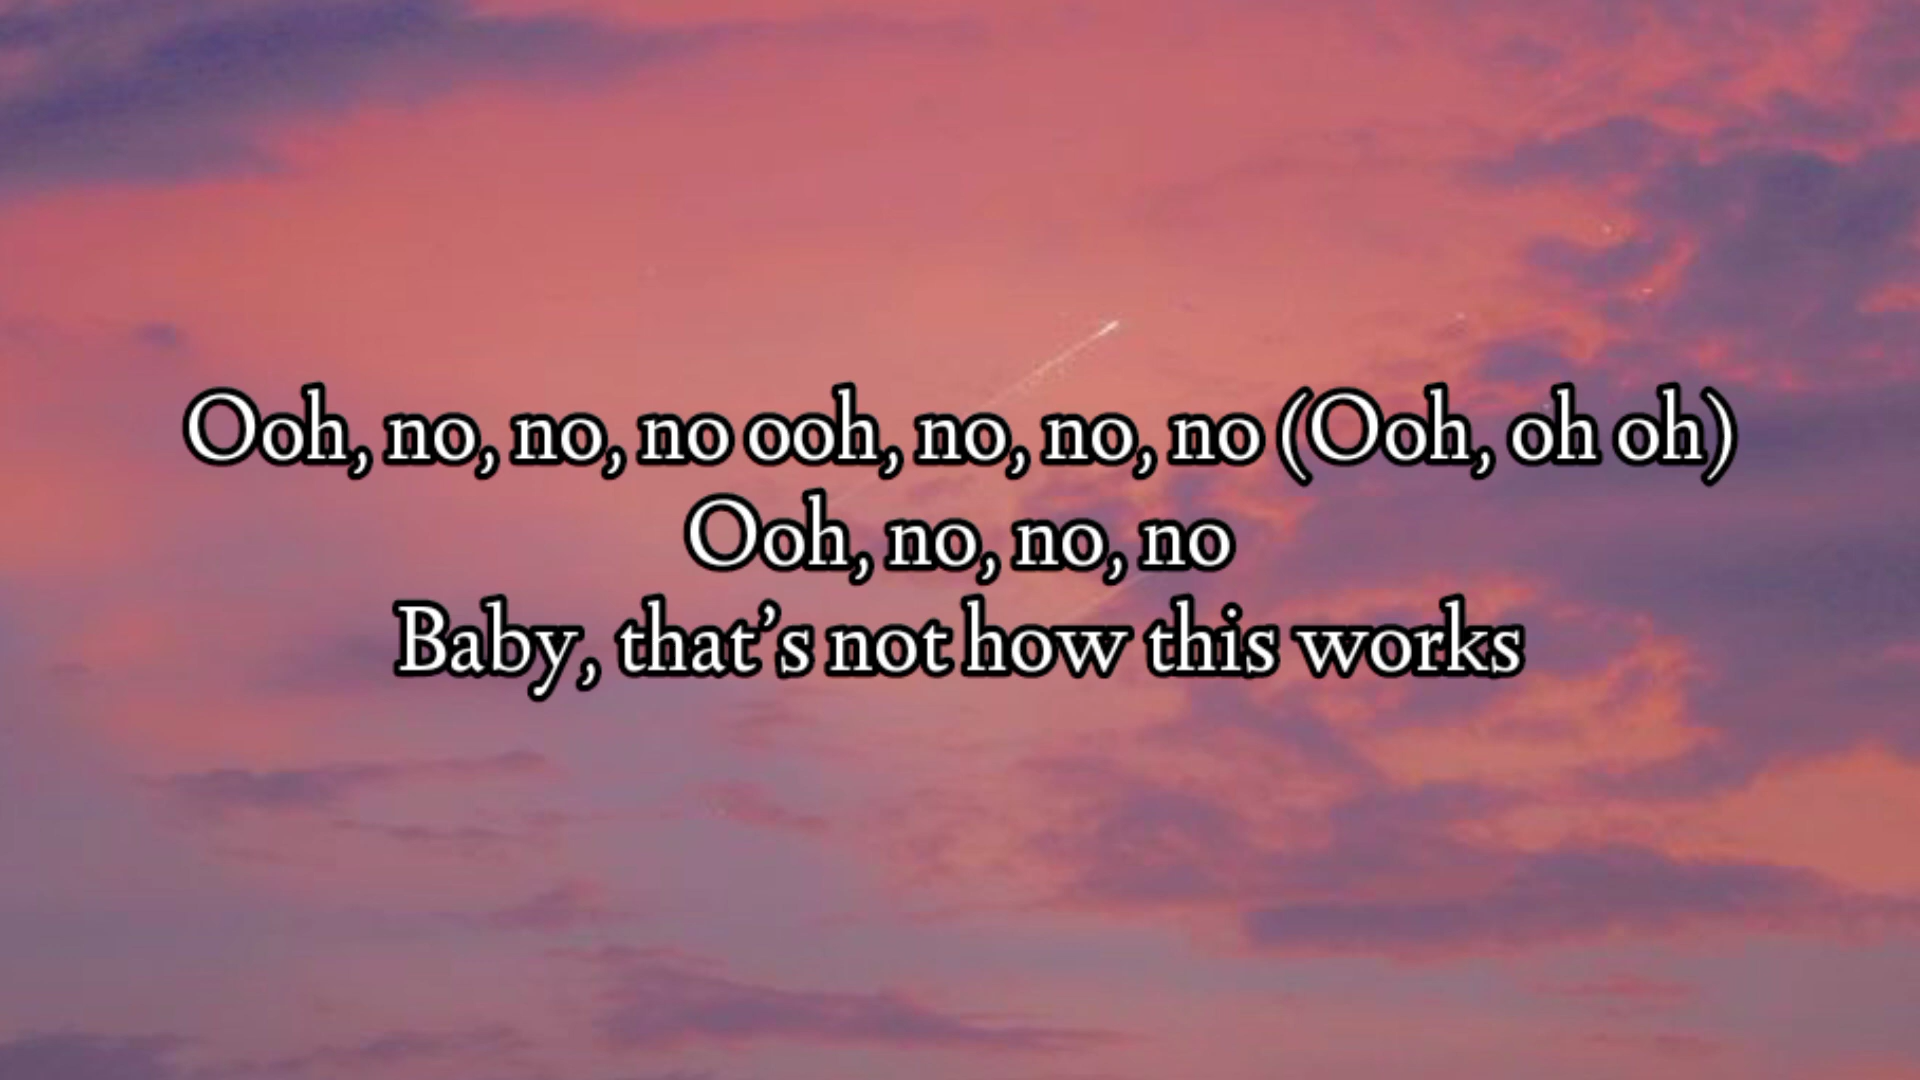 Ooh, no, no, no ooh, no, no, no (Ooh, oh oh)
Ooh, no, no, no
Baby, that’s not how this works